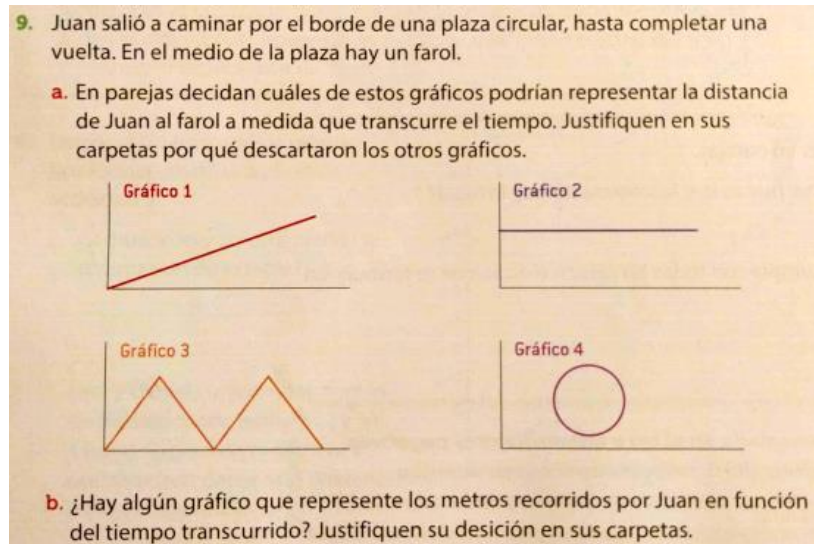 9. Juan salió a caminar por el borde de una plaza circular, hasta completar una
vuelta. En el medio de la plaza hay un farol.
a. En parejas decidan cuáles de estos gráficos podrían representar la distancia
de Juan al farol a medida que transcurre el tiempo. Justifiquen en sus
carpetas por qué descartaron los otros gráficos.
Gráfico 1
Gráfico 2
Gráfico 3
Gráfico 4
b. ¿Hay algún gráfico que represente los metros recorridos por Juan en función
del tiempo transcurrido? Justifiquen su desición en sus carpetas.